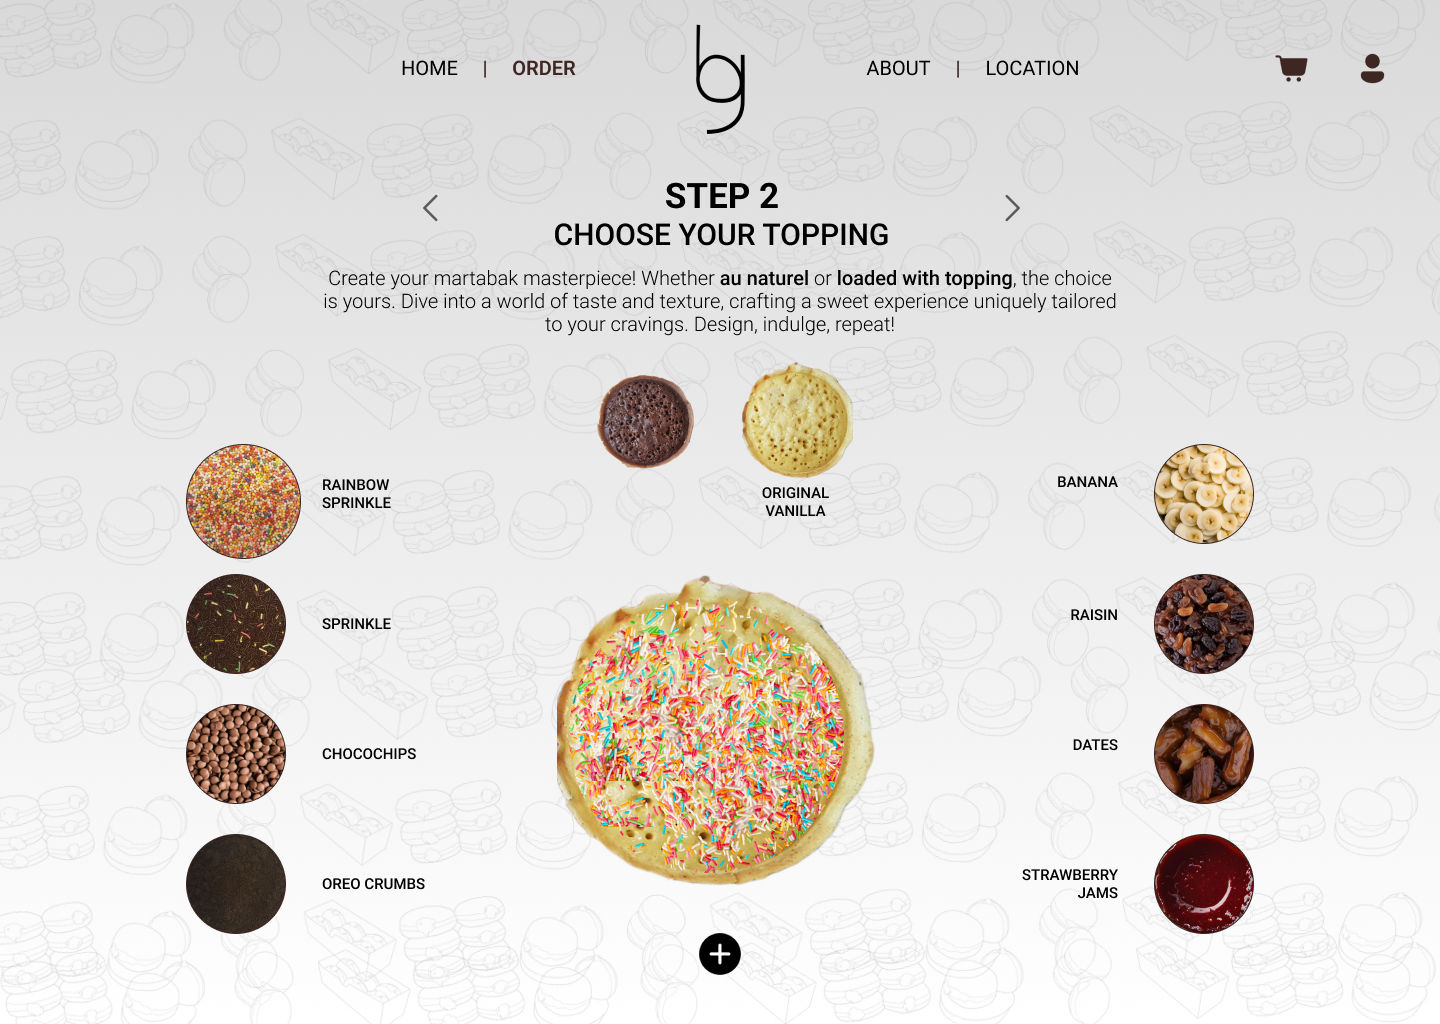 HOME | ORDER
bg
ABOUT | LOCATION
STEP 2
CHOOSE YOUR TOPPING
Create your martabak masterpiece! Whether au naturel or loaded with topping, the choice
is yours. Dive into a world of taste and texture, crafting a sweet experience uniquely tailored
to your cravings. Design, indulge, repeat!
ORIGINAL
VANILLA
RAINBOW
SPRINKLE
SPRINKLE
CHOCOCHIPS
OREO CRUMBS
BANANA
RAISIN
DATES
STRAWBERRY
JAMS